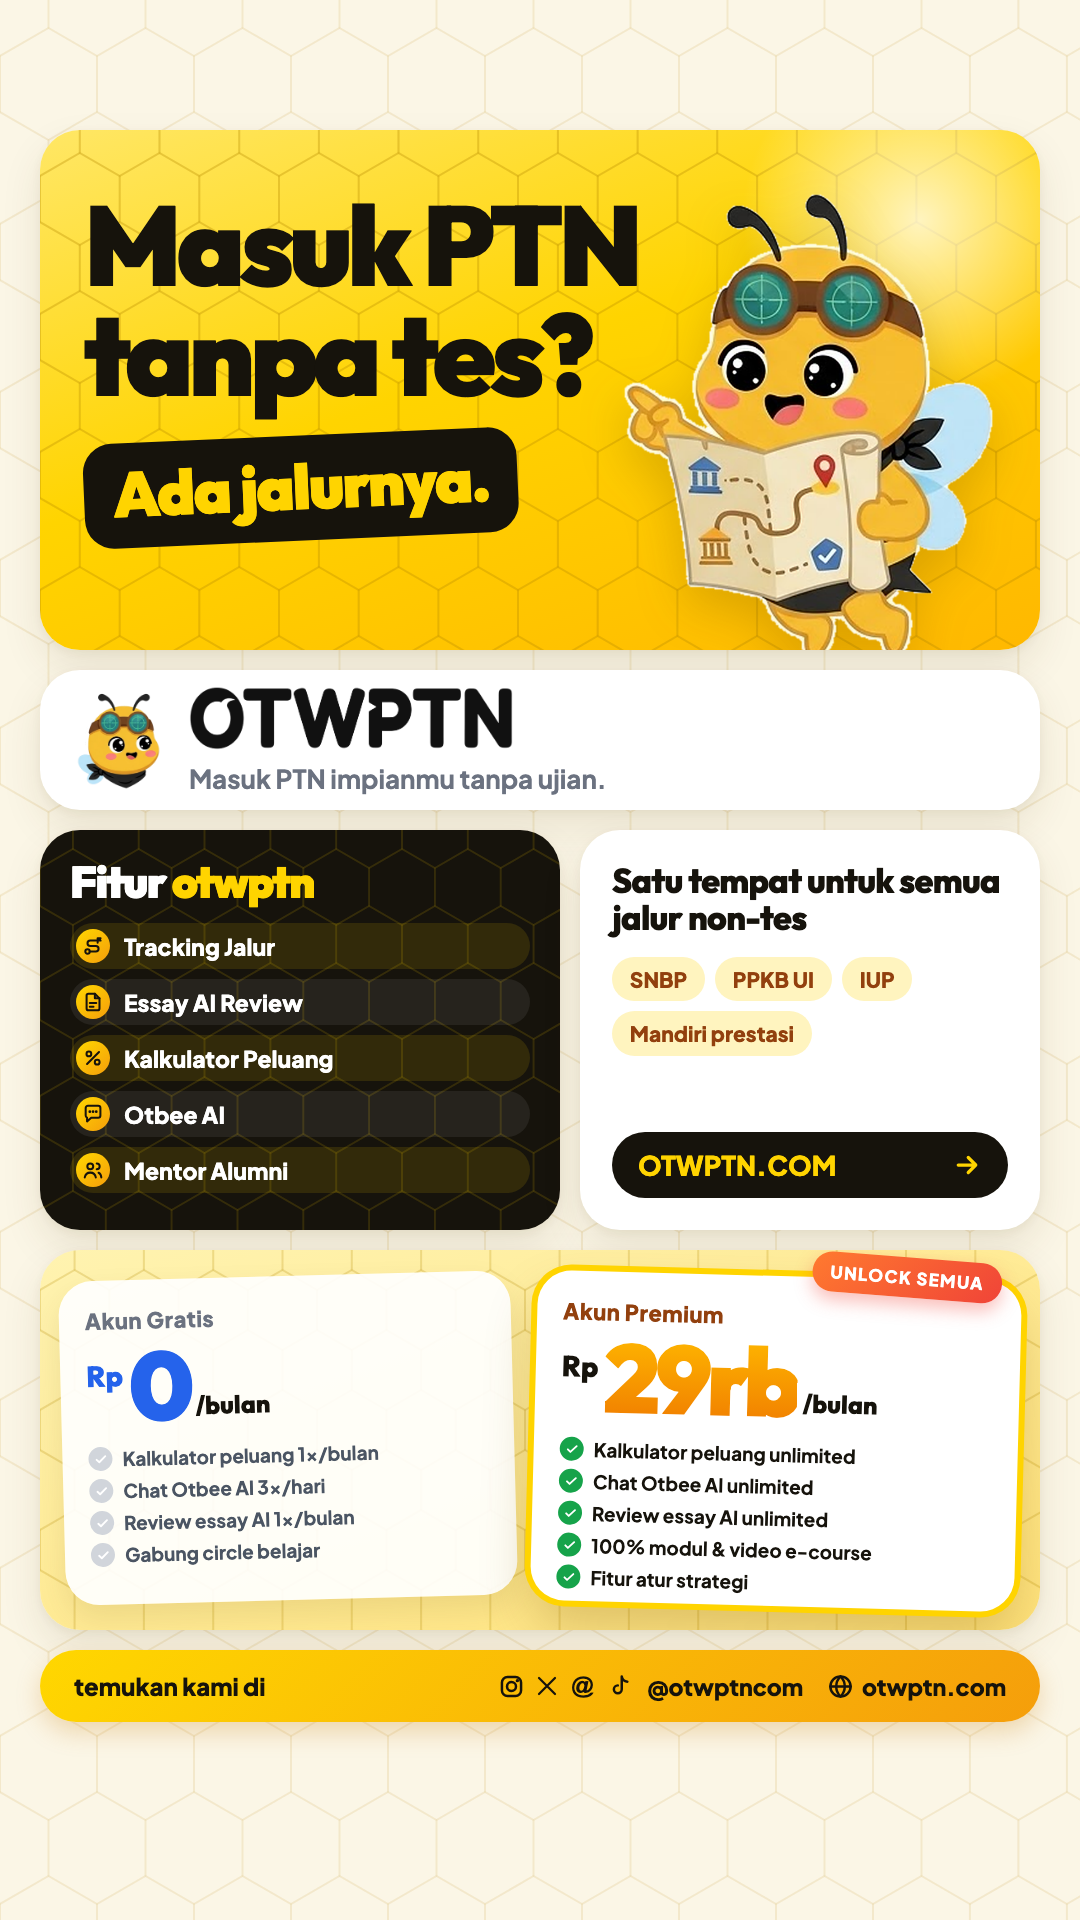 Masuk PTN
tanpa tes?
Ada jalurnya.
OTWPTN
Masuk PTN impianmu tanpa ujian.
Fitur otwptn
Tracking Jalur
Essay AI Review
Kalkulator Peluang
Otbee AI
Mentor Alumni
Satu tempat untuk semua
jalur non-tes
SNBP
PPKB UI
IUP
Mandiri prestasi
OTWPTN.COM
Akun Gratis
Rp 0 /bulan
Kalkulator peluang 1×/bulan
Chat Otbee AI 3×/hari
Review essay AI 1×/bulan
Gabung circle belajar
UNLOCK SEMUA
Akun Premium
Rp 29rb /bulan
Kalkulator peluang unlimited
Chat Otbee AI unlimited
Review essay AI unlimited
100% modul & video e-course
Fitur atur strategi
temukan kami di @otwptncom otwptn.com